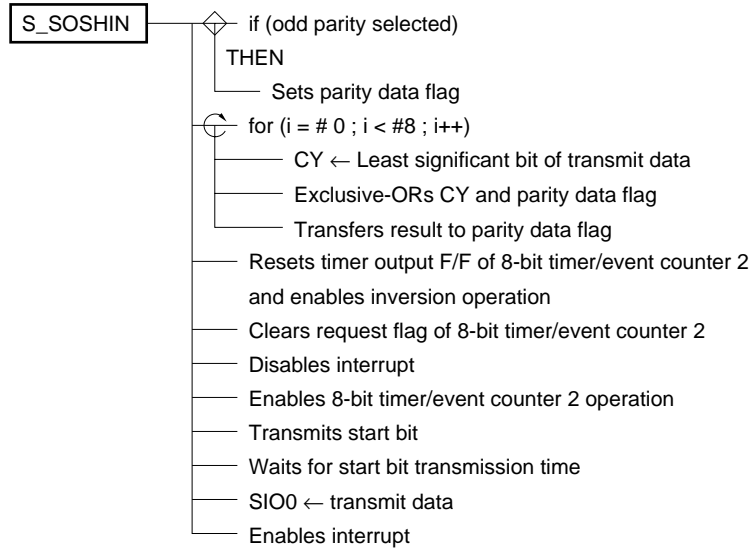 S_SOSHIN
if (odd parity selected)
THEN
Sets parity data flag
for (i = # 0 ; i < #8 ; i++)
CY ← Least significant bit of transmit data
Exclusive-ORs CY and parity data flag
Transfers result to parity data flag
Resets timer output F/F of 8-bit timer/event counter 2
and enables inversion operation
Clears request flag of 8-bit timer/event counter 2
Disables interrupt
Enables 8-bit timer/event counter 2 operation
Transmits start bit
Waits for start bit transmission time
SIO0 ← transmit data
Enables interrupt